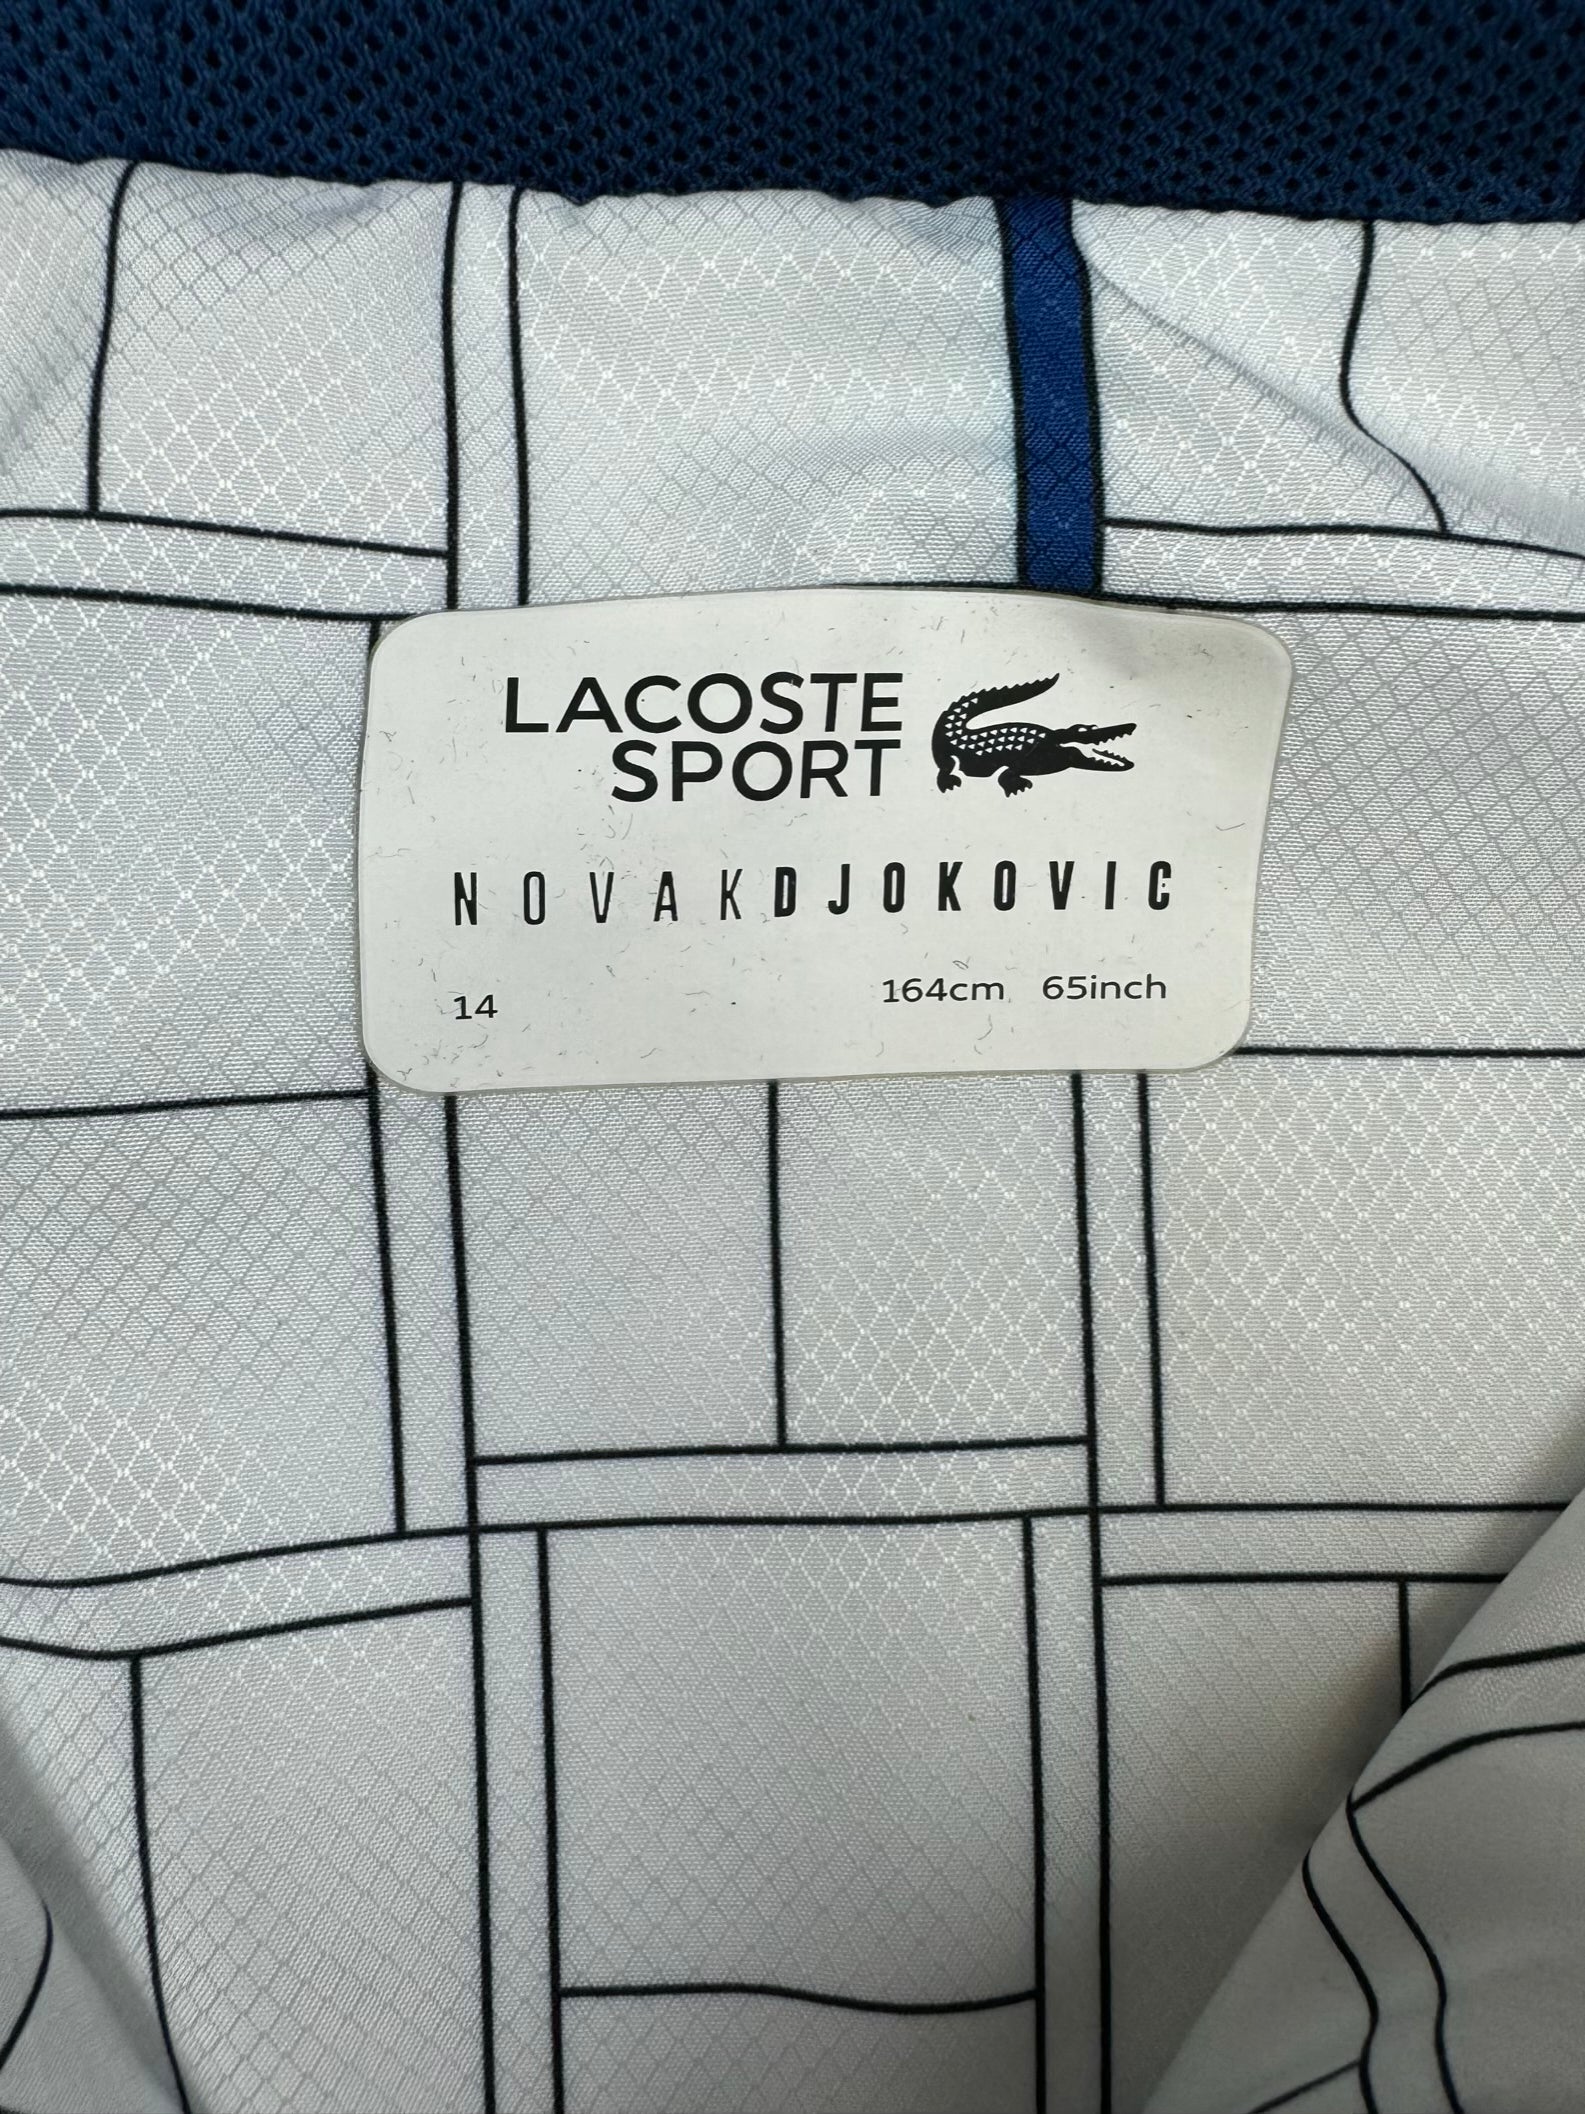 LACOSTE
SPORT
NOVAKDJOKOVIC
14 164cm 65inch